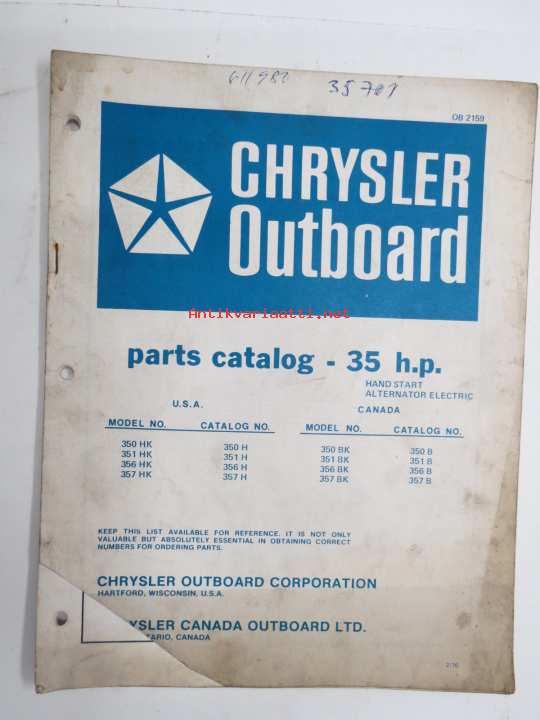 OB 2159
CHRYSLER
Outboard
Antikvariaatti.net
parts catalog - 35 h.p.
HAND START
ALTERNATOR ELECTRIC
U.S.A. CANADA
MODEL NO. CATALOG NO. MODEL NO. CATALOG NO.
350 HK 350 H 350 BK 350 B
351 HK 351 H 351 BK 351 B
356 HK 356 H 356 BK 356 B
357 HK 357 H 357 BK 357 B
KEEP THIS LIST AVAILABLE FOR REFERENCE. IT IS NOT ONLY
VALUABLE BUT ABSOLUTELY ESSENTIAL IN OBTAINING CORRECT
NUMBERS FOR ORDERING PARTS.
CHRYSLER OUTBOARD CORPORATION
HARTFORD, WISCONSIN, U.S.A.
YSLER CANADA OUTBOARD LTD.
TARIO, CANADA